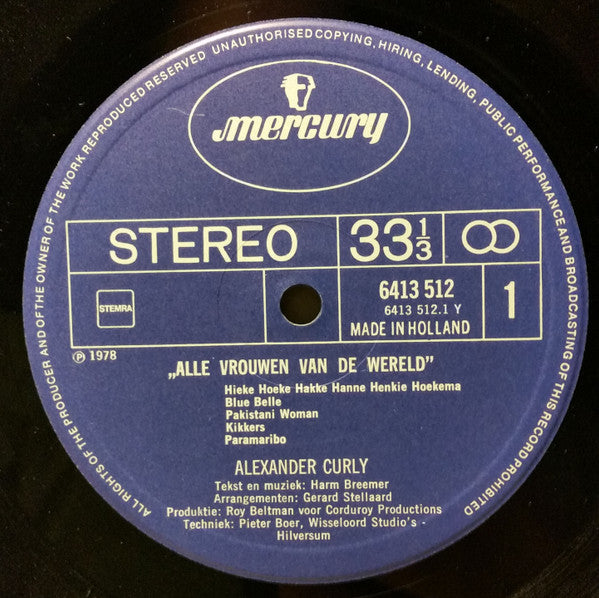 ALL RIGHTS OF THE PRODUCER AND OF THE OWNER OF THE WORK REPRODUCED RESERVED UNAUTHORISED COPYING, HIRING, LENDING, PUBLIC PERFORMANCE AND BROADCASTING OF THIS RECORD PROHIBITED
mercury
STEREO 33 1/3
STEMRA
6413 512
6413 512.1 Y
MADE IN HOLLAND
1
℗ 1978
„ALLE VROUWEN VAN DE WERELD”
Hieke Hoeke Hakke Hanne Henkie Hoekema
Blue Belle
Pakistani Woman
Kikkers
Paramaribo
ALEXANDER CURLY
Tekst en muziek: Harm Breemer
Arrangementen: Gerard Stellaard
Produktie: Roy Beltman voor Corduroy Productions
Techniek: Pieter Boer, Wisseloord Studio's -
Hilversum